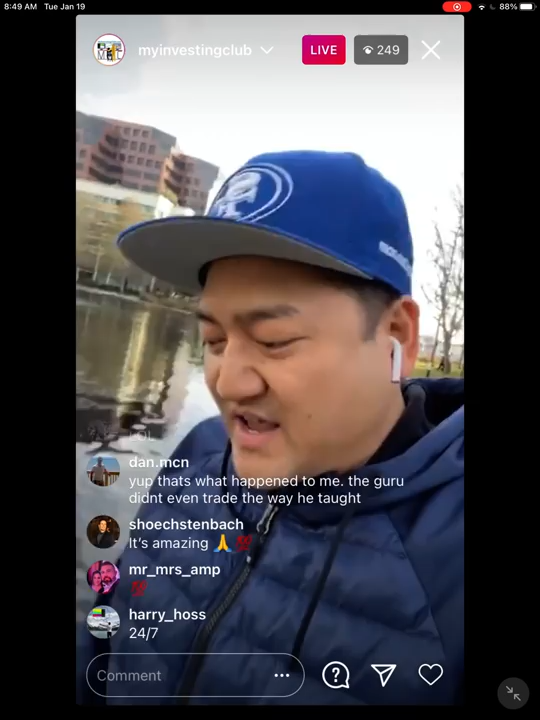 8:49 AM Tue Jan 19
88%
myinvestingclub
LIVE
249
LOL
dan.mcn
yup thats what happened to me. the guru
didnt even trade the way he taught
shoechstenbach
It’s amazing 🙏 💯
mr_mrs_amp
💯
harry_hoss
24/7
Comment